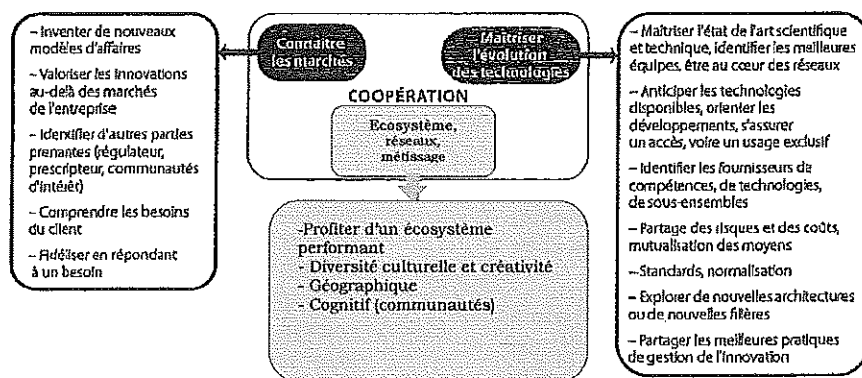 – Inventer de nouveaux
modèles d'affaires
– Valoriser les innovations
au-delà des marchés
de l'entreprise
– Identifier d'autres parties
prenantes (régulateur,
prescripteur, communautés
d'intérêt)
– Comprendre les besoins
du client
– Fidéliser en répondant
à un besoin
Connaître
les marchés
Maîtriser
l'évolution
des technologies
COOPÉRATION
Ecosystème,
réseaux,
métissage
-Profiter d'un écosystème
performant
- Diversité culturelle et créativité
- Géographique
- Cognitif (communautés)
– Maîtriser l'état de l'art scientifique
et technique, identifier les meilleures
équipes, être au cœur des réseaux
– Anticiper les technologies
disponibles, orienter les
développements, s'assurer
un accès, voire un usage exclusif
– Identifier les fournisseurs de
compétences, de technologies,
de sous-ensembles
– Partage des risques et des coûts,
mutualisation des moyens
– Standards, normalisation
– Explorer de nouvelles architectures
ou de nouvelles filières
– Partager les meilleures pratiques
de gestion de l'innovation